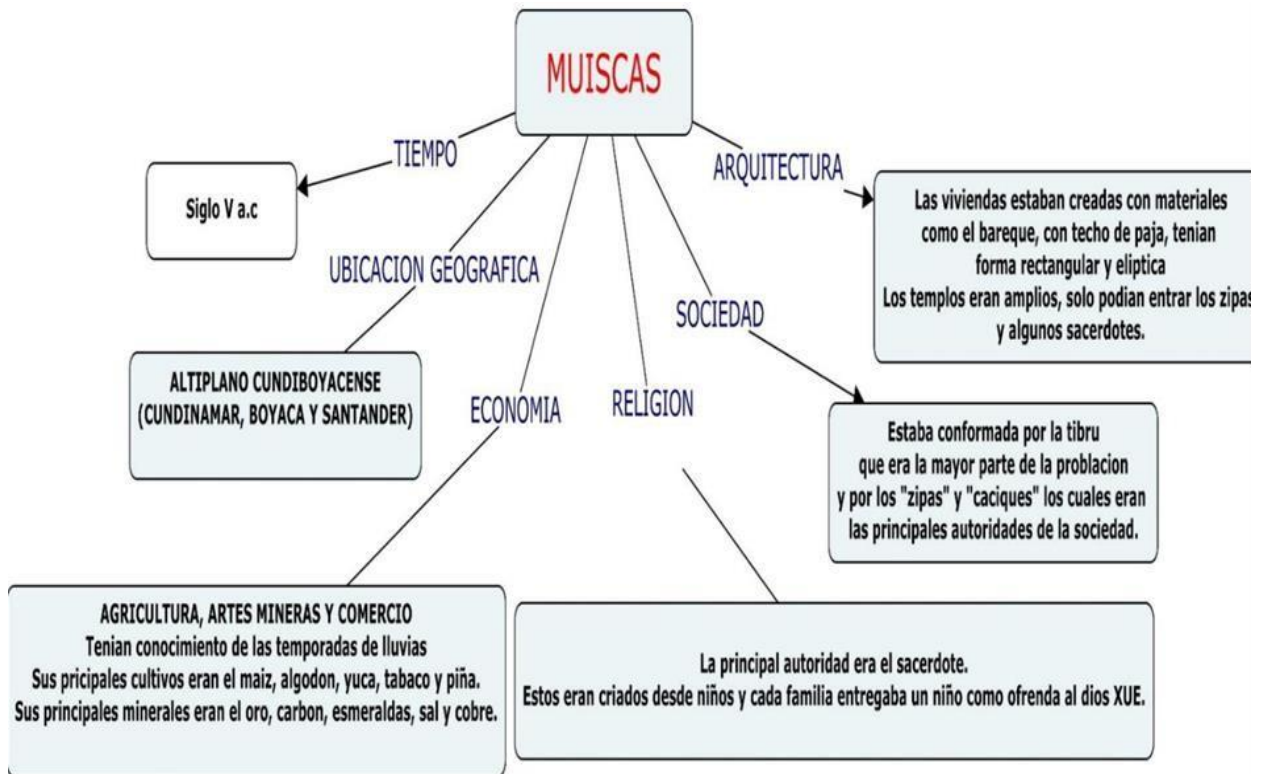 MUISCAS
TIEMPO
Siglo V a.c
UBICACION GEOGRAFICA
ALTIPLANO CUNDIBOYACENSE
(CUNDINAMAR, BOYACA Y SANTANDER)
ECONOMIA
AGRICULTURA, ARTES MINERAS Y COMERCIO
Tenian conocimiento de las temporadas de lluvias
Sus pricipales cultivos eran el maiz, algodon, yuca, tabaco y piña.
Sus principales minerales eran el oro, carbon, esmeraldas, sal y cobre.
RELIGION
La principal autoridad era el sacerdote.
Estos eran criados desde niños y cada familia entregaba un niño como ofrenda al dios XUE.
SOCIEDAD
Estaba conformada por la tibru
que era la mayor parte de la problacion
y por los "zipas" y "caciques" los cuales eran
las principales autoridades de la sociedad.
ARQUITECTURA
Las viviendas estaban creadas con materiales
como el bareque, con techo de paja, tenian
forma rectangular y eliptica
Los templos eran amplios, solo podian entrar los zipas
y algunos sacerdotes.